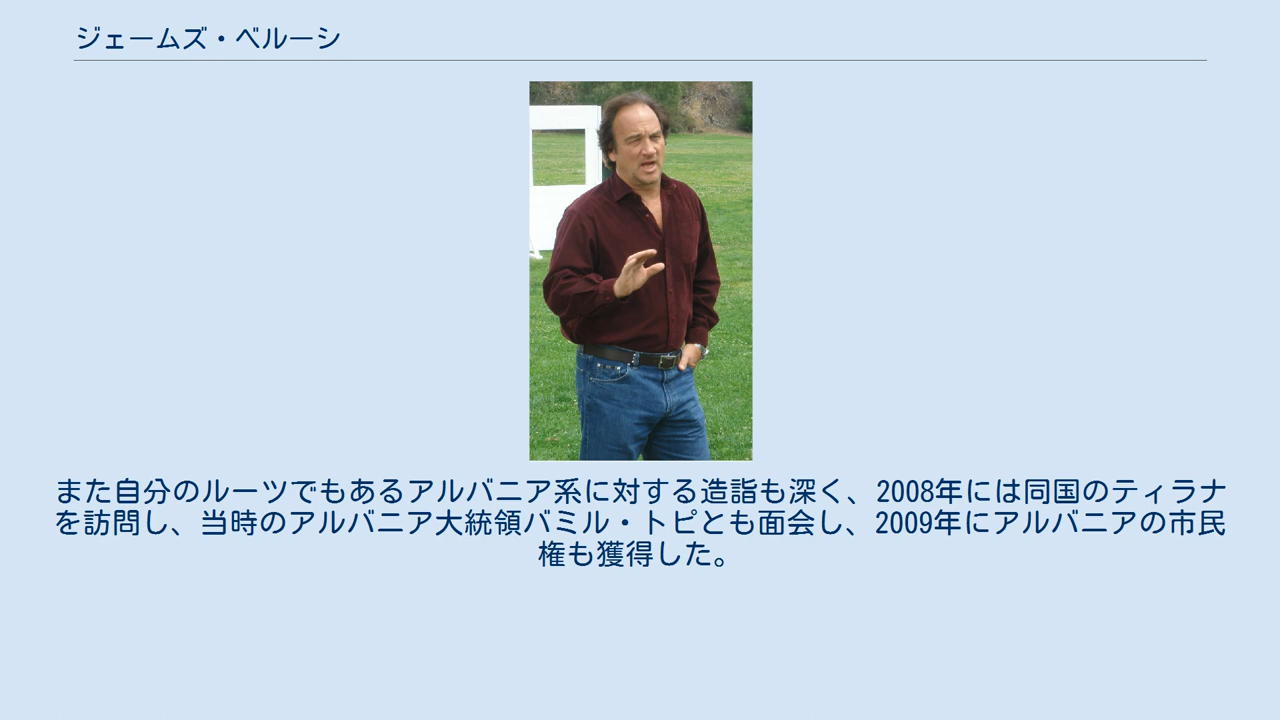 ジェームズ・ベルーシ
また自分のルーツでもあるアルバニア系に対する造詣も深く、2008年には同国のティラナ
を訪問し、当時のアルバニア大統領バミル・トピとも面会し、2009年にアルバニアの市民
権も獲得した。